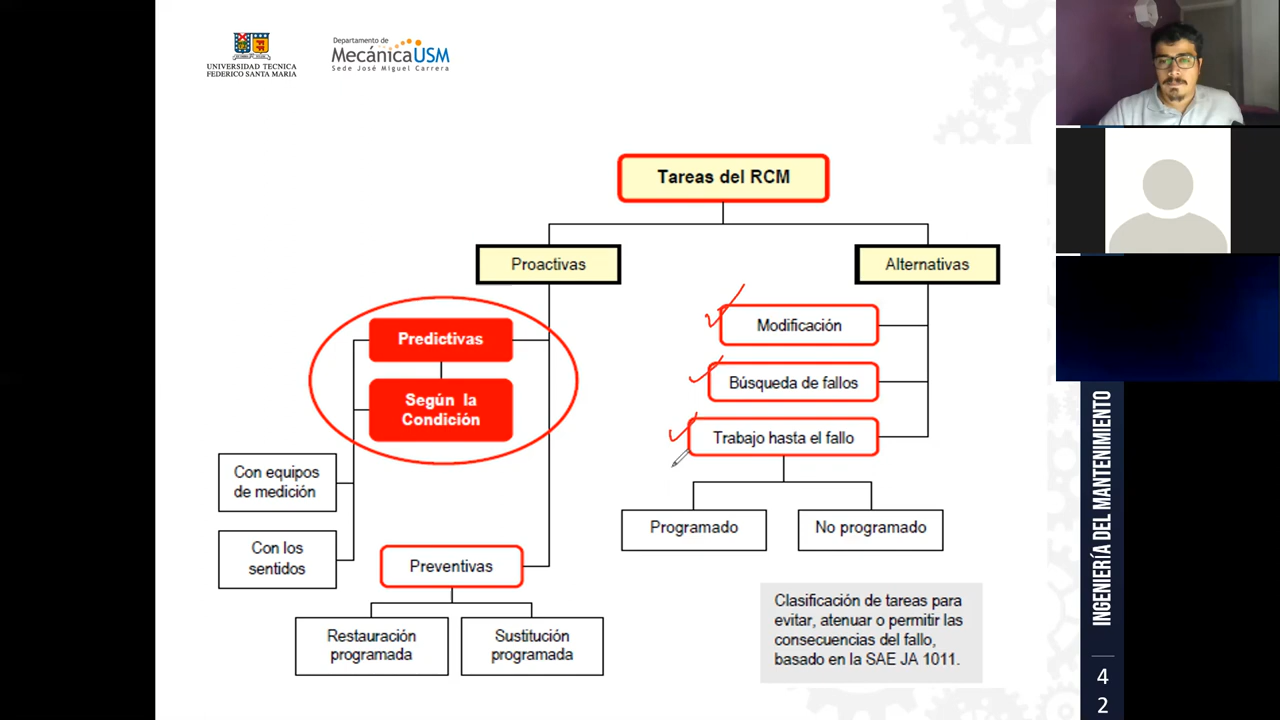 UNIVERSIDAD TECNICA
FEDERICO SANTA MARIA
Departamento de
MecánicaUSM
Sede José Miguel Carrera
Tareas del RCM
Proactivas
Alternativas
Predictivas
Según la
Condición
Con equipos
de medición
Con los
sentidos
Preventivas
Restauración
programada
Sustitución
programada
Modificación
Búsqueda de fallos
Trabajo hasta el fallo
Programado
No programado
Clasificación de tareas para
evitar, atenuar o permitir las
consecuencias del fallo,
basado en la SAE JA 1011.
INGENIERÍA DEL MANTENIMIENTO
4
2